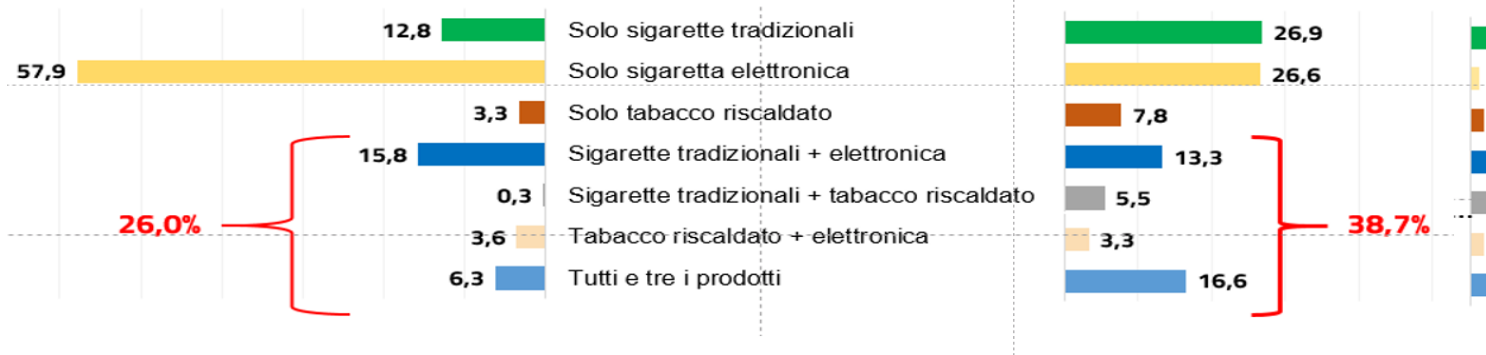 12,8 Solo sigarette tradizionali 26,9
57,9 Solo sigaretta elettronica 26,6
3,3 Solo tabacco riscaldato 7,8
15,8 Sigarette tradizionali + elettronica 13,3
0,3 Sigarette tradizionali + tabacco riscaldato 5,5
26,0% 38,7%
3,6 Tabacco riscaldato + elettronica 3,3
6,3 Tutti e tre i prodotti 16,6